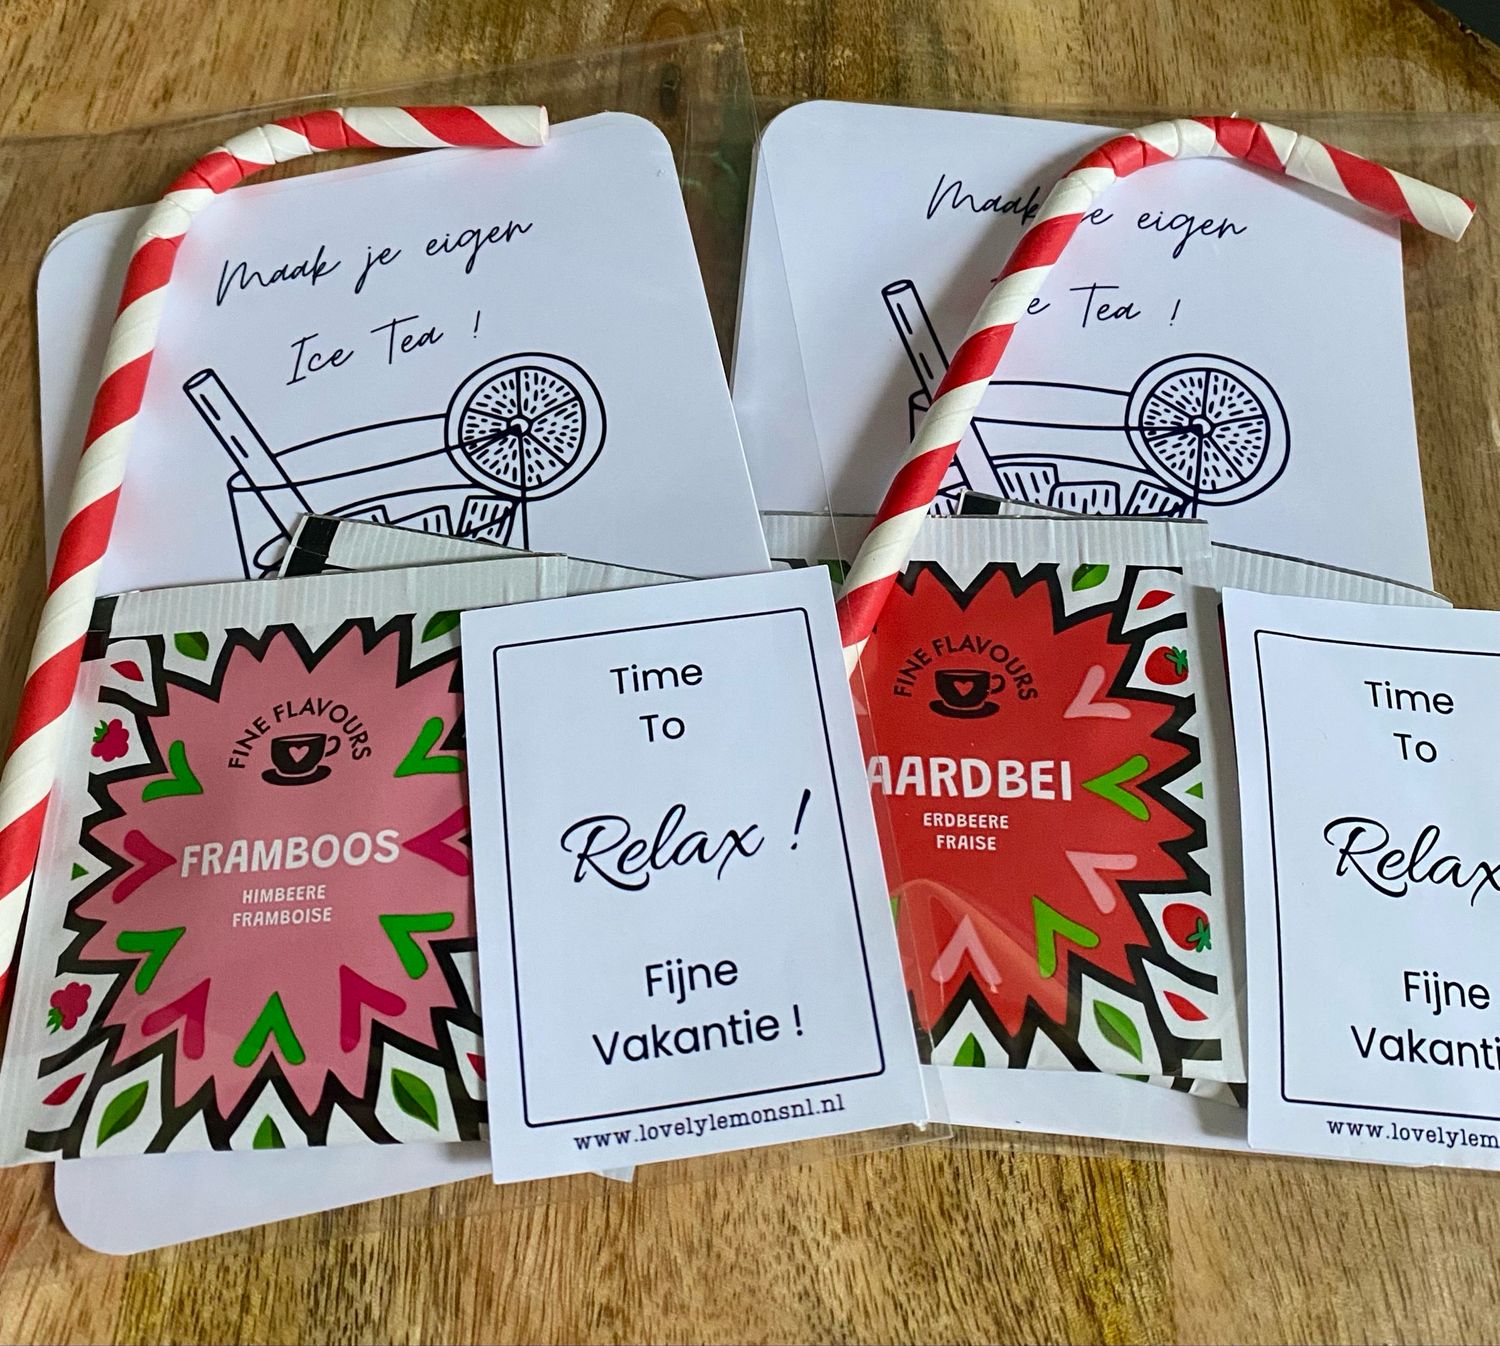 Maak je eigen
Ice Tea !
FINE FLAVOURS
FRAMBOOS
HIMBEERE
FRAMBOISE
Time
To
Relax !
Fijne
Vakantie !
www.lovelylemonsnl.nl
Maak je eigen
e Tea !
FINE FLAVOURS
AARDBEI
ERDBEERE
FRAISE
Time
To
Relax
Fijne
Vakanti
www.lovelylem